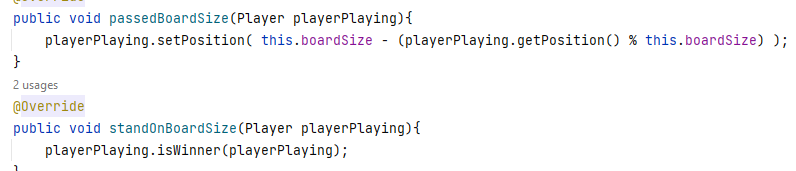 @Override
public void passedBoardSize(Player playerPlaying){
playerPlaying.setPosition( this.boardSize - (playerPlaying.getPosition() % this.boardSize) );
}
2 usages
@Override
public void standOnBoardSize(Player playerPlaying){
playerPlaying.isWinner(playerPlaying);
}